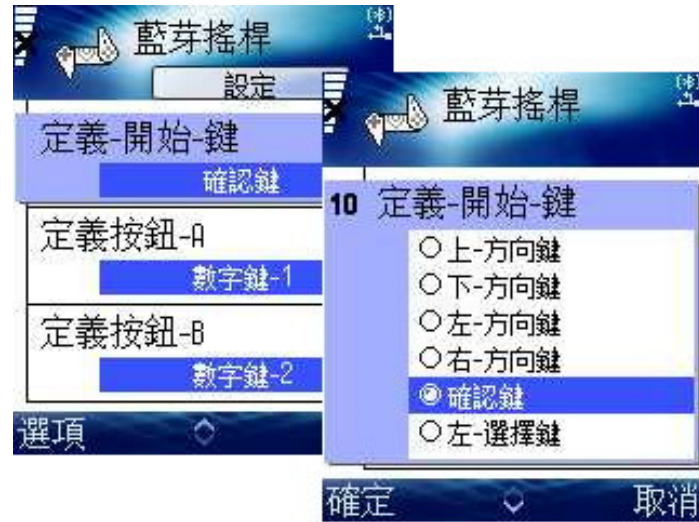 藍芽搖桿
設定
定義-開始-鍵
確認鍵
定義按鈕-A
數字鍵-1
定義按鈕-B
數字鍵-2
選項
藍芽搖桿
10 定義-開始-鍵
上-方向鍵
下-方向鍵
左-方向鍵
右-方向鍵
確認鍵
左-選擇鍵
確定
取消